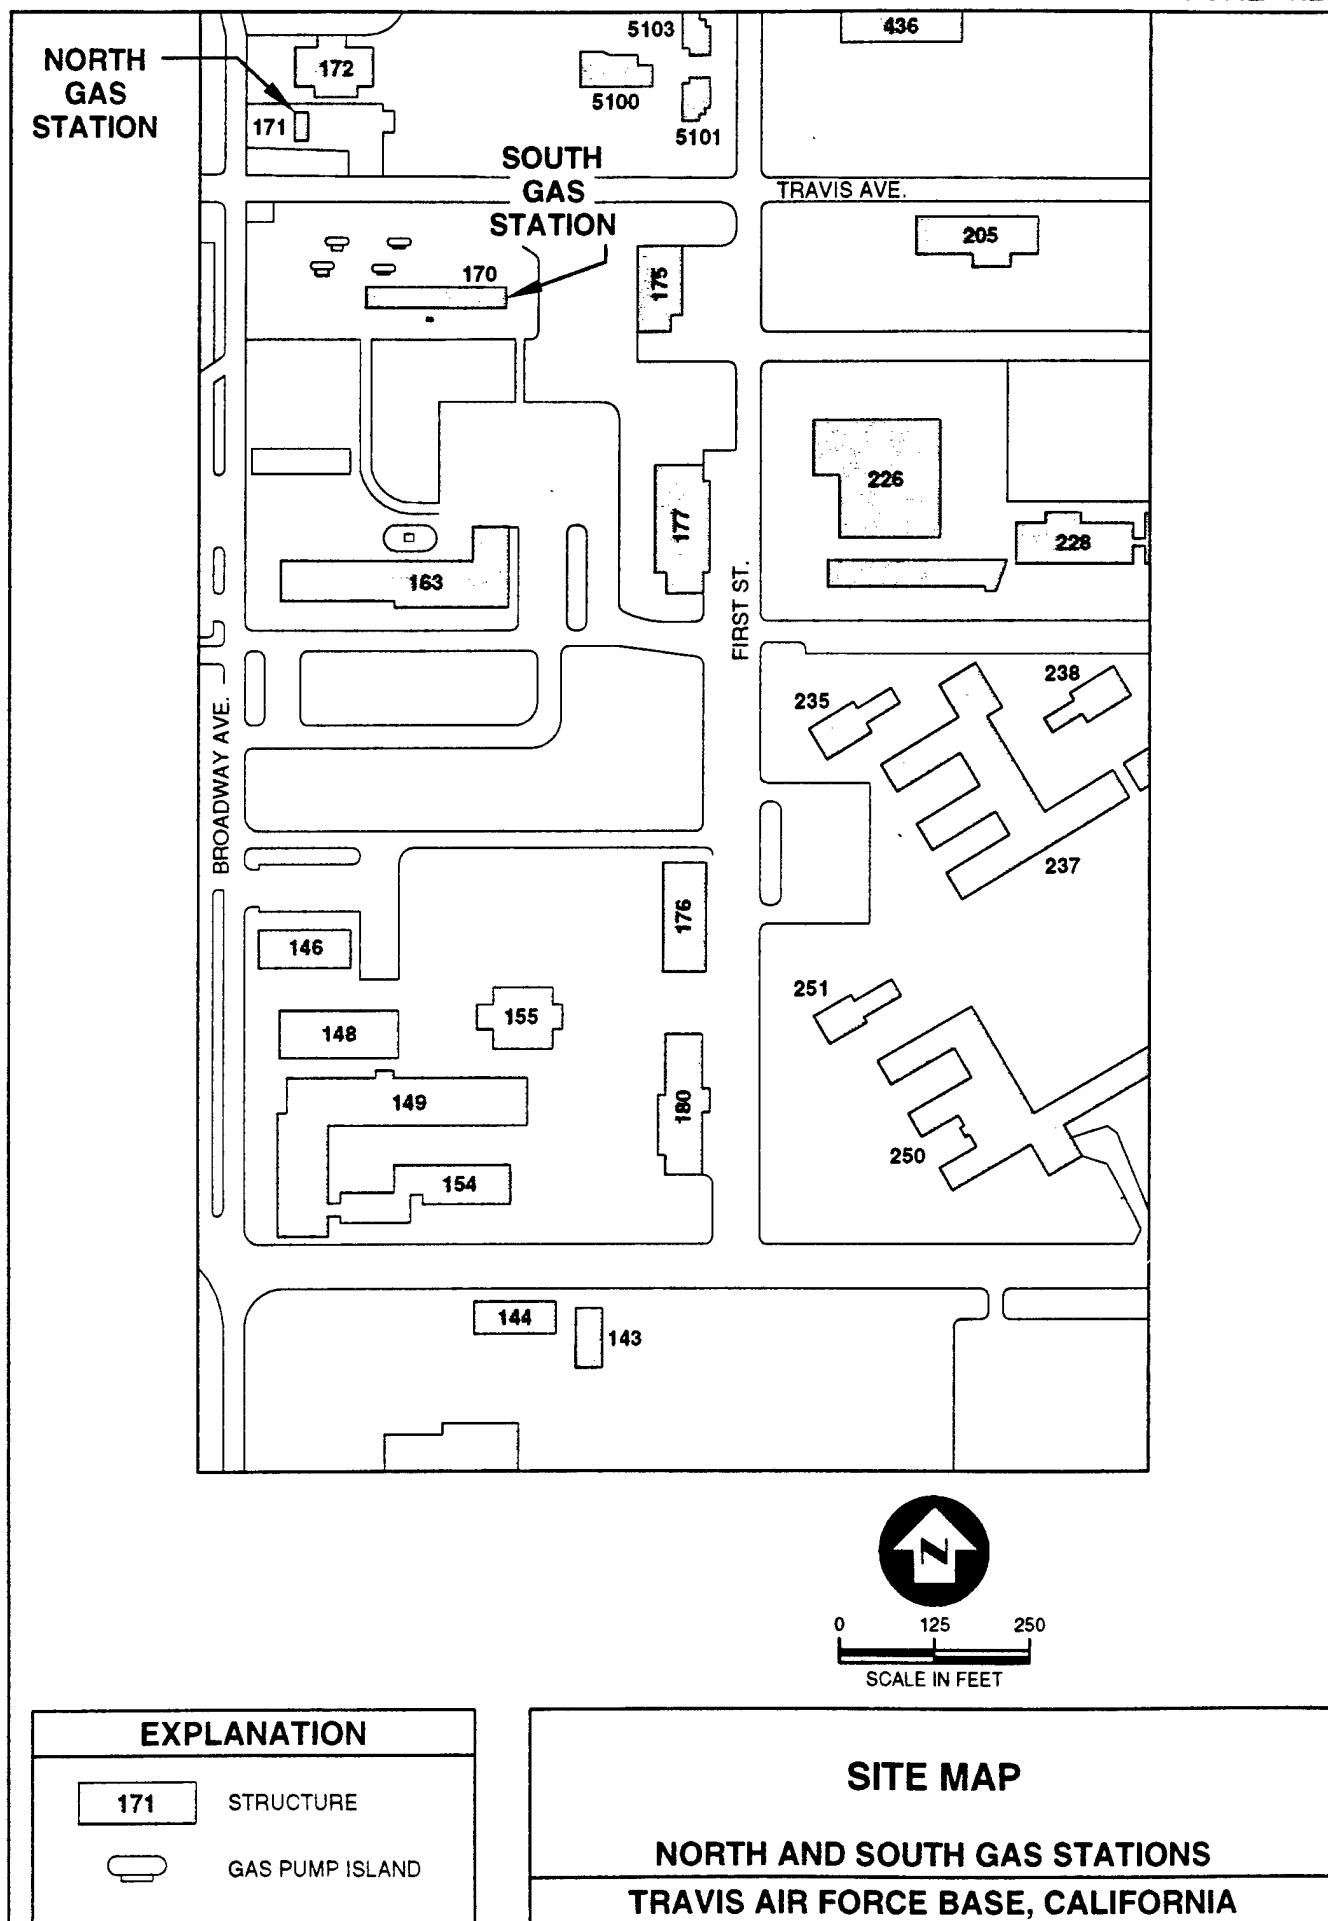 5103
436
NORTH
GAS
STATION
172
5100
171
5101
SOUTH
GAS
STATION
TRAVIS AVE.
205
170
175
226
177
228
163
FIRST ST.
238
235
BROADWAY AVE.
237
176
146
251
155
148
149
180
250
154
144
143
N
0 125 250
SCALE IN FEET
EXPLANATION
171 STRUCTURE
GAS PUMP ISLAND
SITE MAP
NORTH AND SOUTH GAS STATIONS
TRAVIS AIR FORCE BASE, CALIFORNIA